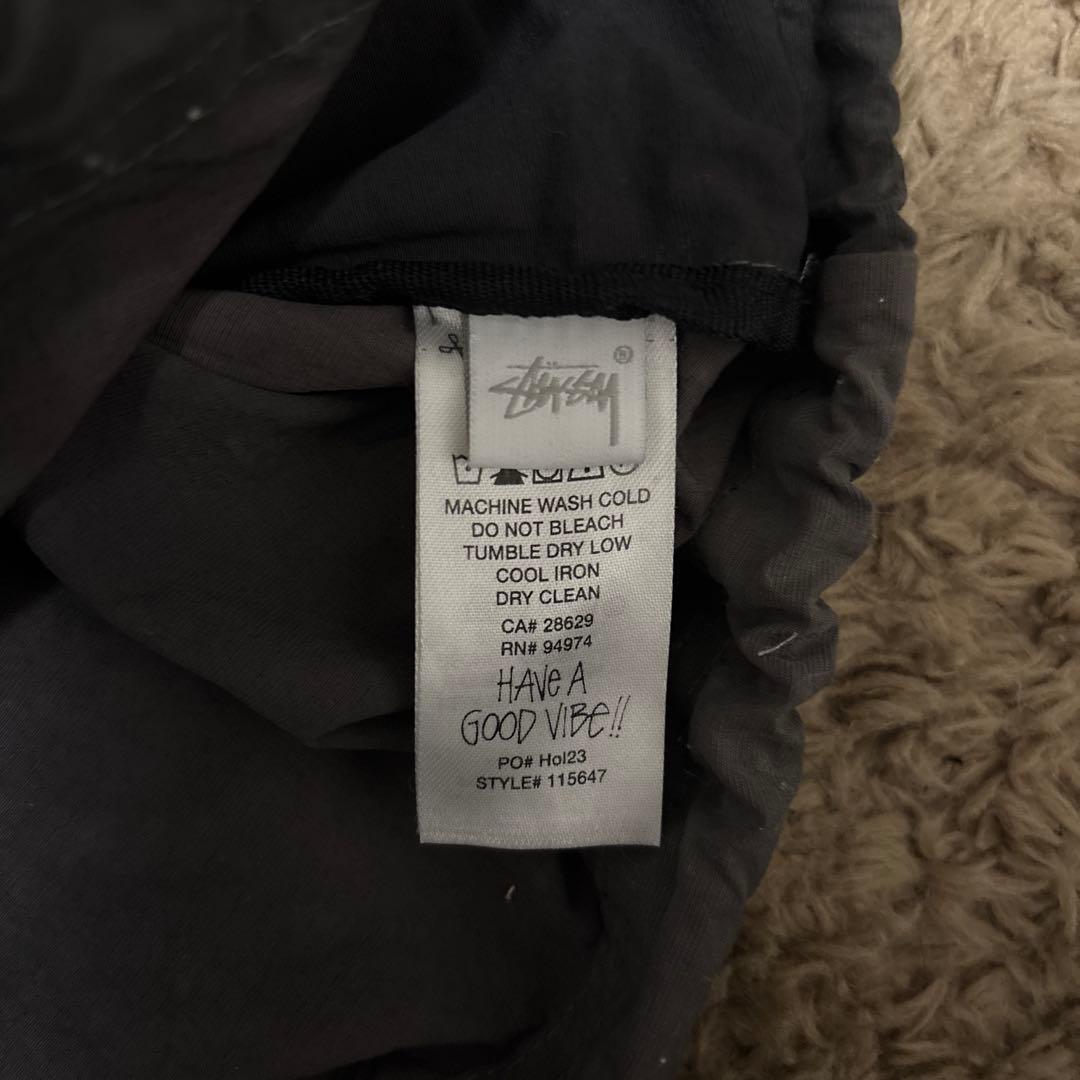 STÜSSY ®
MACHINE WASH COLD
DO NOT BLEACH
TUMBLE DRY LOW
COOL IRON
DRY CLEAN
CA# 28629
RN# 94974
HAVE A
GOOD VIBE!!
PO# Hol23
STYLE# 115647